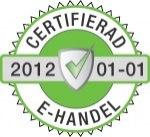 CERTIFIERAD
2012 01-01
E-HANDEL